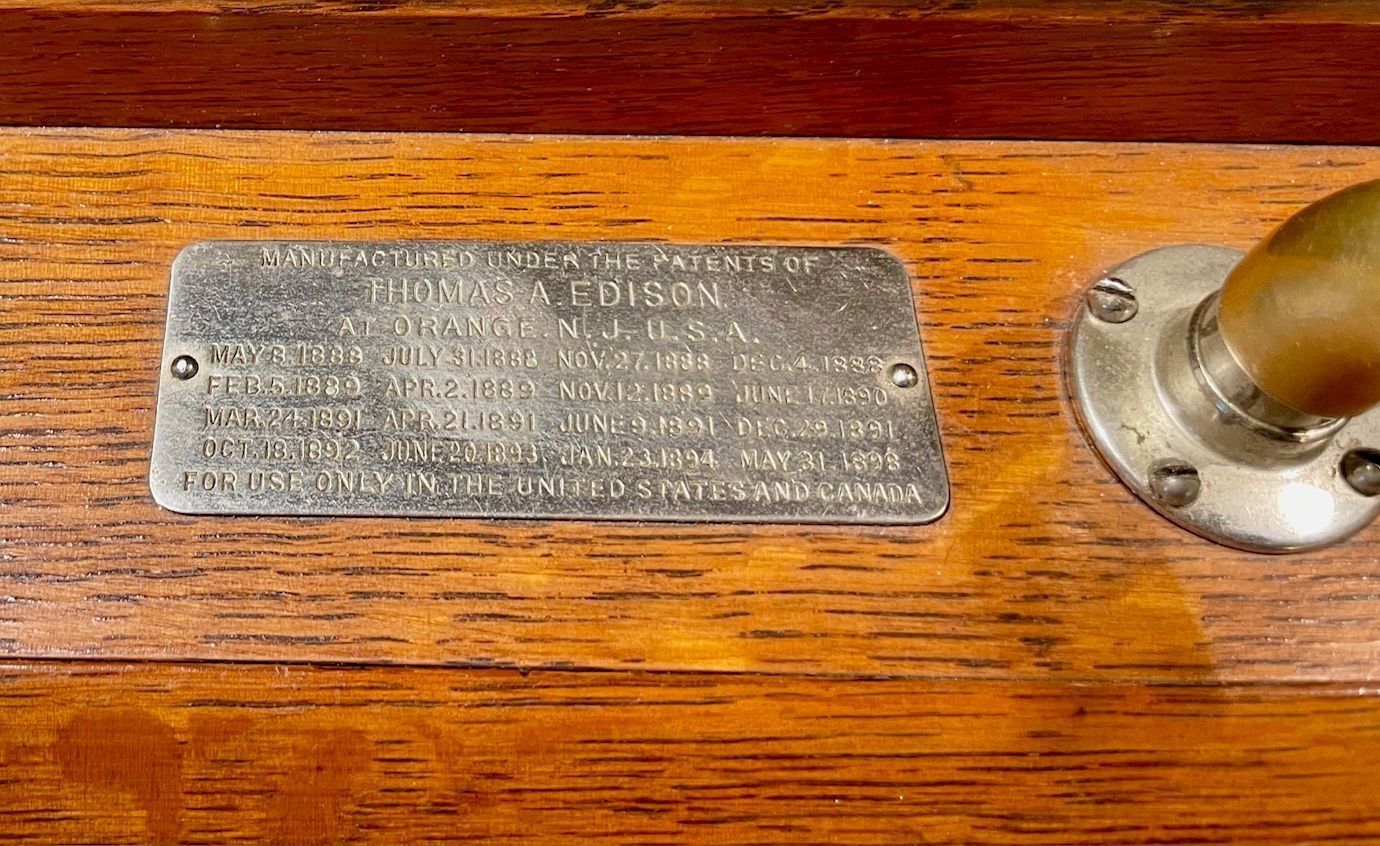 MANUFACTURED UNDER THE PATENTS OF
THOMAS A EDISON
AT ORANGE. N. J. U.S.A.
MAY 8.1888 JULY 31.1888 NOV. 27.1888 DEC. 4.1888
FEB. 5.1889 APR. 2.1889 NOV. 12.1889 JUNE 17.1890
MAR. 24.1891 APR. 21.1891 JUNE 9.1891 DEC. 29.1891
OCT. 18.1892 JUNE 20.1893. JAN. 23.1894. MAY 31.1898
FOR USE ONLY IN THE UNITED STATES AND CANADA